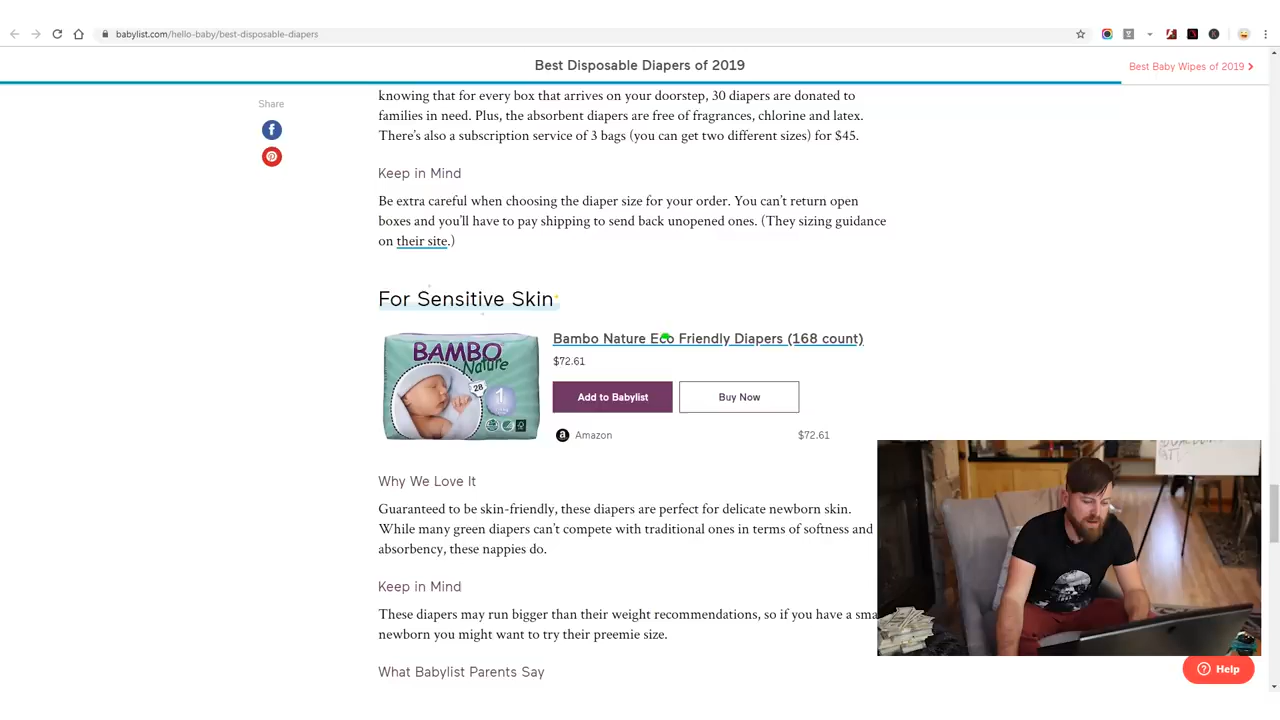 babylist.com/hello-baby/best-disposable-diapers
Best Disposable Diapers of 2019
Best Baby Wipes of 2019
Share
knowing that for every box that arrives on your doorstep, 30 diapers are donated to
families in need. Plus, the absorbent diapers are free of fragrances, chlorine and latex.
There's also a subscription service of 3 bags (you can get two different sizes) for $45.
Keep in Mind
Be extra careful when choosing the diaper size for your order. You can't return open
boxes and you'll have to pay shipping to send back unopened ones. (They sizing guidance
on their site.)
For Sensitive Skin
BAMBO
Nature
28
1
Bambo Nature Eco Friendly Diapers (168 count)
$72.61
Add to Babylist
Buy Now
Amazon
$72.61
Why We Love It
Guaranteed to be skin-friendly, these diapers are perfect for delicate newborn skin.
While many green diapers can't compete with traditional ones in terms of softness and
absorbency, these nappies do.
Keep in Mind
These diapers may run bigger than their weight recommendations, so if you have a sma
newborn you might want to try their preemie size.
What Babylist Parents Say
Help